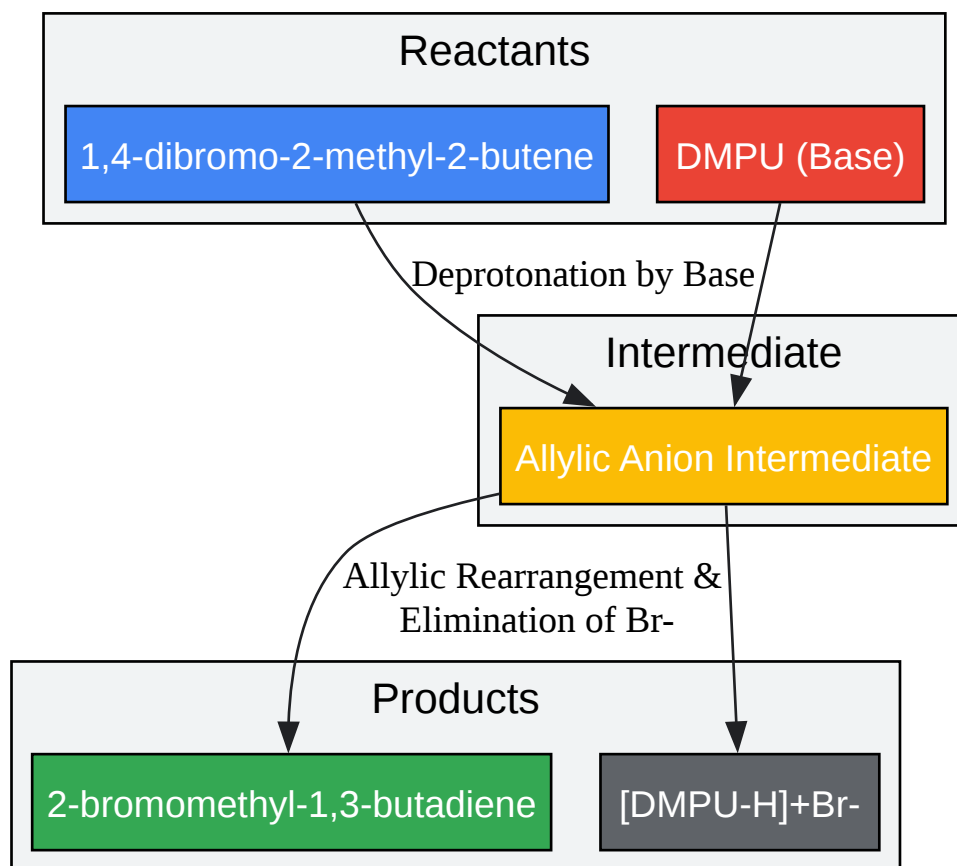 Reactants
1,4-dibromo-2-methyl-2-butene
DMPU (Base)
Deprotonation by Base
Intermediate
Allylic Anion Intermediate
Allylic Rearrangement &
Elimination of Br-
Products
2-bromomethyl-1,3-butadiene
[DMPU-H]+Br-